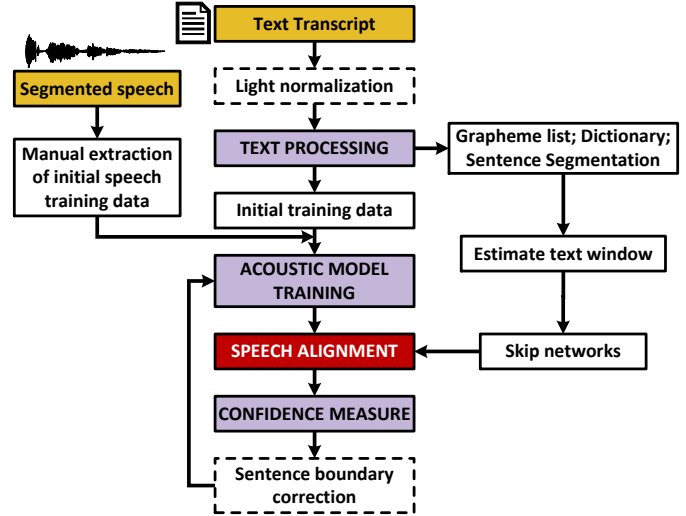 Text Transcript
Light normalization
Segmented speech
Manual extraction
of initial speech
training data
TEXT PROCESSING
Grapheme list; Dictionary;
Sentence Segmentation
Initial training data
Estimate text window
ACOUSTIC MODEL
TRAINING
SPEECH ALIGNMENT
Skip networks
CONFIDENCE MEASURE
Sentence boundary
correction